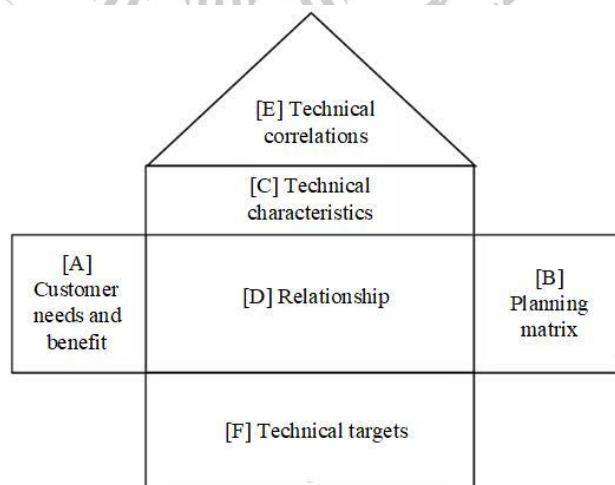 [E] Technical
correlations
[C] Technical
characteristics
[A]
Customer
needs and
benefit
[D] Relationship
[B]
Planning
matrix
[F] Technical targets